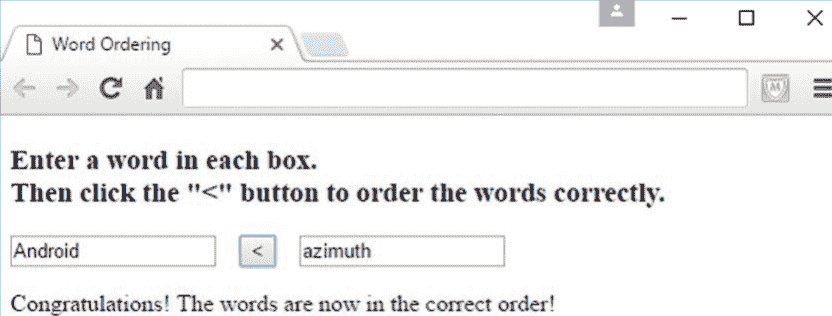 Word Ordering
Enter a word in each box.
Then click the "<" button to order the words correctly.
Android < azimuth
Congratulations! The words are now in the correct order!